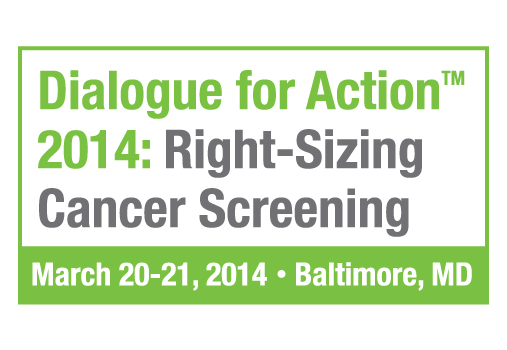 Dialogue for Action™
2014: Right-Sizing
Cancer Screening
March 20-21, 2014 • Baltimore, MD